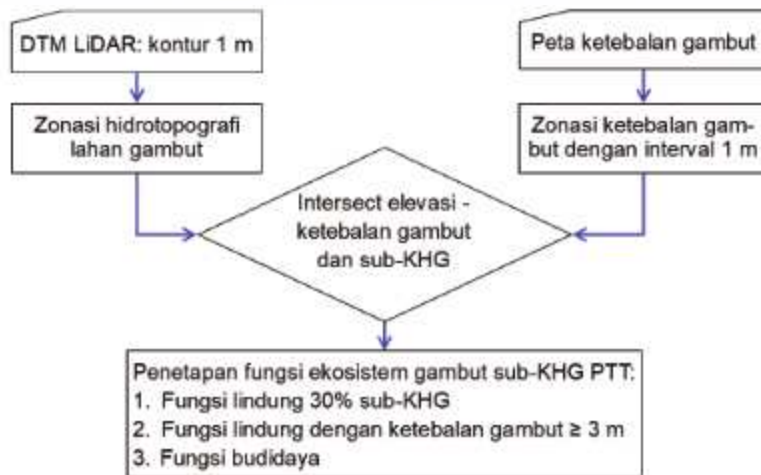 DTM LiDAR: kontur 1 m
Peta ketebalan gambut
Zonasi hidrotopografi
lahan gambut
Zonasi ketebalan gam-
but dengan interval 1 m
Intersect elevasi -
ketebalan gambut
dan sub-KHG
Penetapan fungsi ekosistem gambut sub-KHG PTT:
1. Fungsi lindung 30% sub-KHG
2. Fungsi lindung dengan ketebalan gambut ≥ 3 m
3. Fungsi budidaya